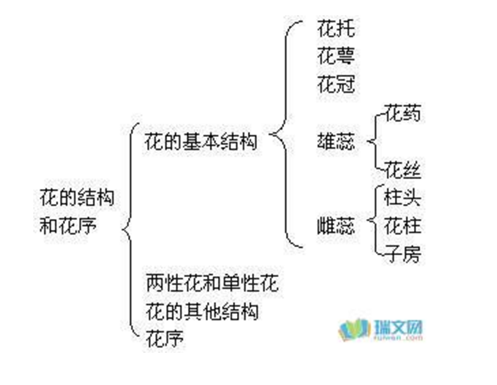 花托
花萼
花冠
花药
花的基本结构
雄蕊
花丝
花的结构
和花序
柱头
雌蕊
花柱
子房
两性花和单性花
花的其他结构
花序
瑞文网
ruiwen.com